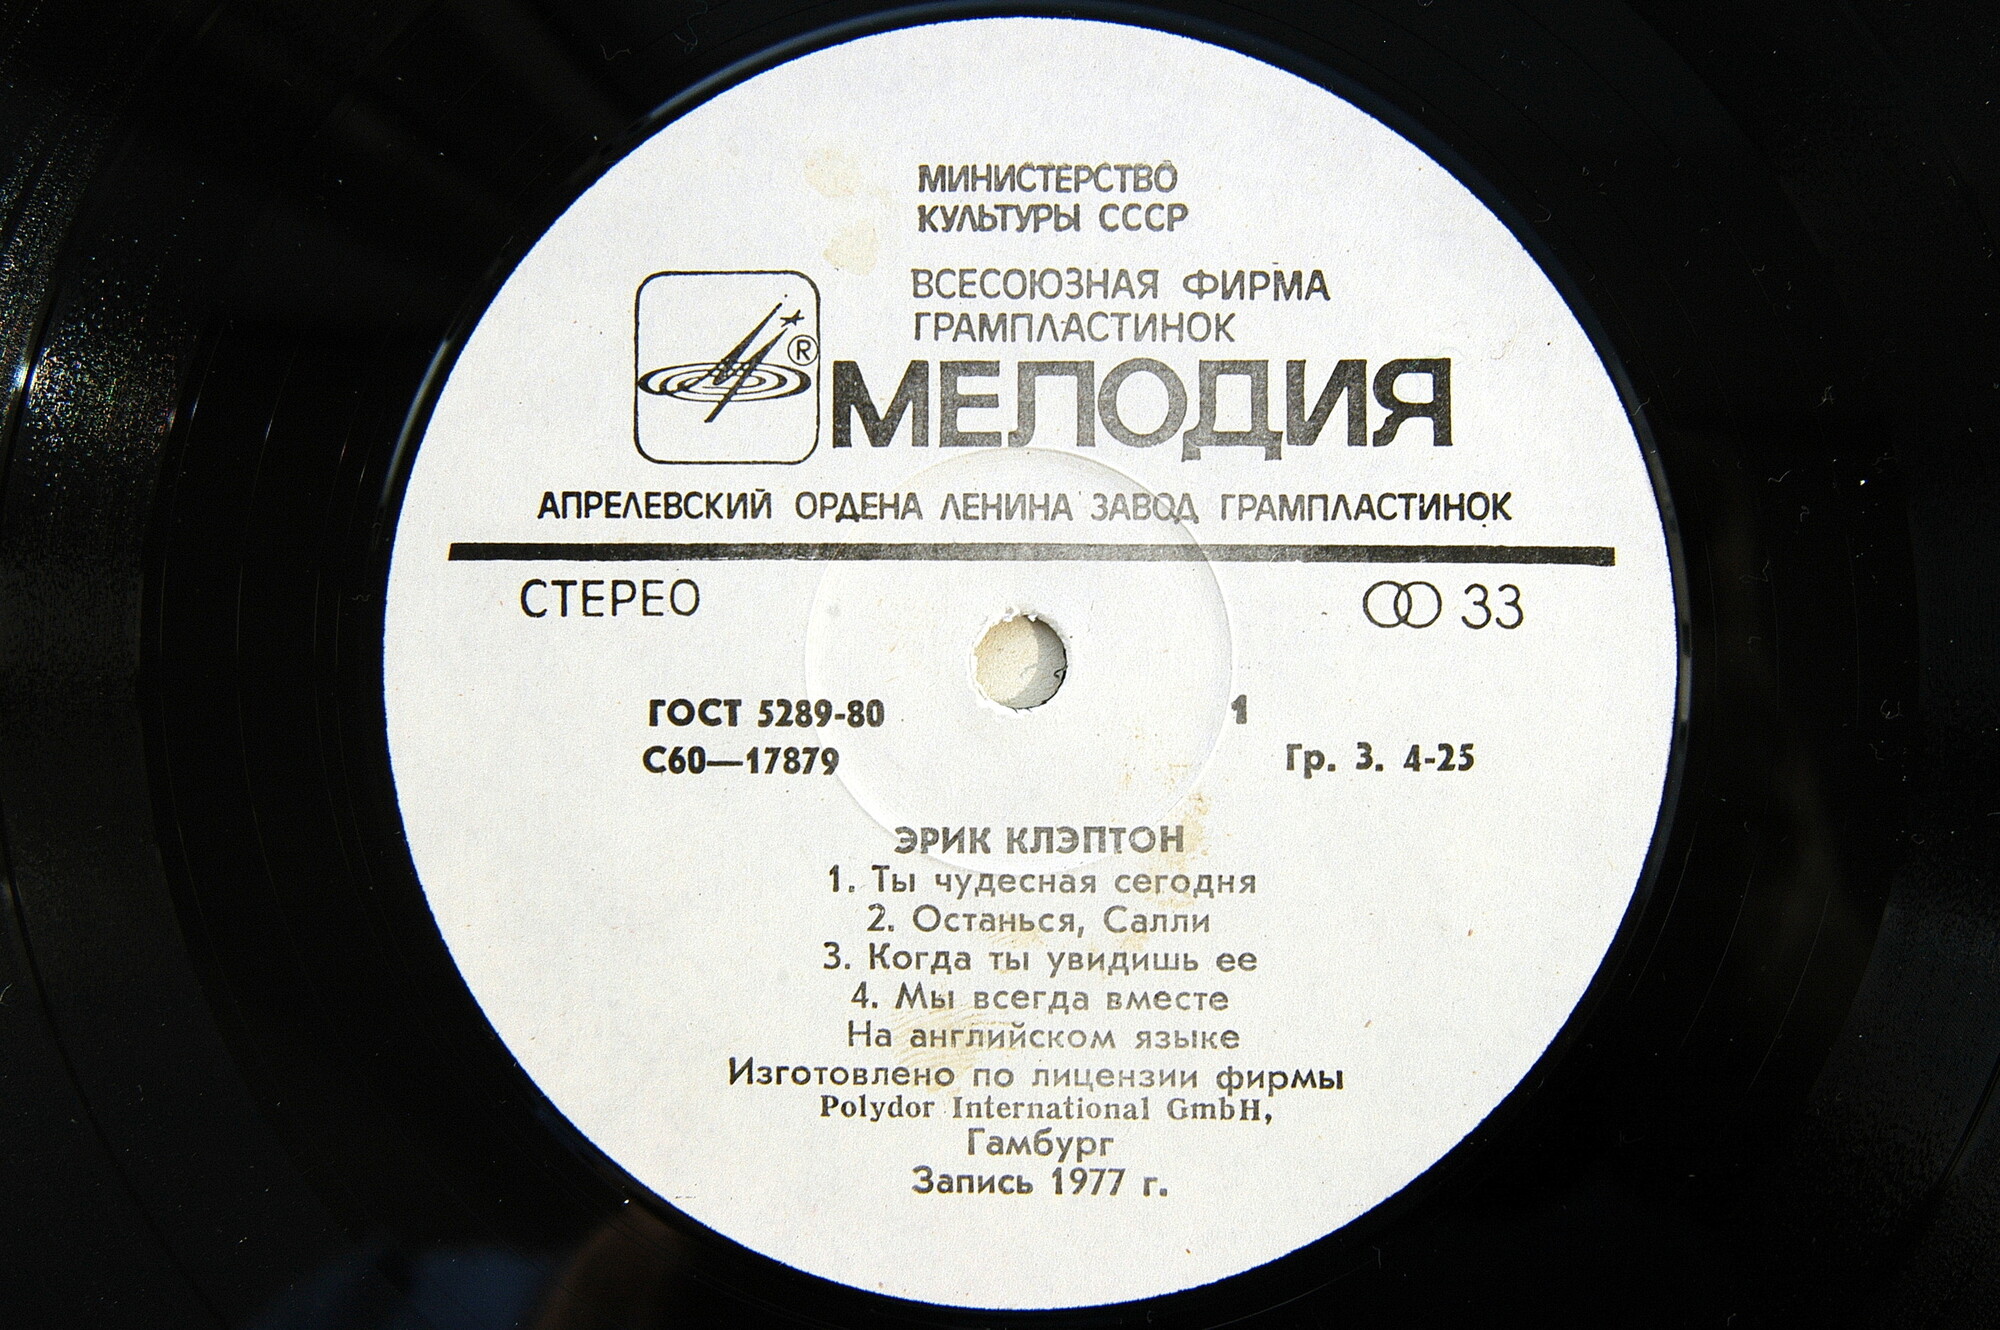 МИНИСТЕРСТВО
КУЛЬТУРЫ СССР
ВСЕСОЮЗНАЯ ФИРМА
ГРАМПЛАСТИНОК
® МЕЛОДИЯ
АПРЕЛЕВСКИЙ ОРДЕНА ЛЕНИНА ЗАВОД ГРАМПЛАСТИНОК
СТЕРЕО 33
ГОСТ 5289-80 1
С60—17879 Гр. 3. 4-25
ЭРИК КЛЭПТОН
1. Ты чудесная сегодня
2. Останься, Салли
3. Когда ты увидишь ее
4. Мы всегда вместе
На английском языке
Изготовлено по лицензии фирмы
Polydor International GmbH,
Гамбург
Запись 1977 г.